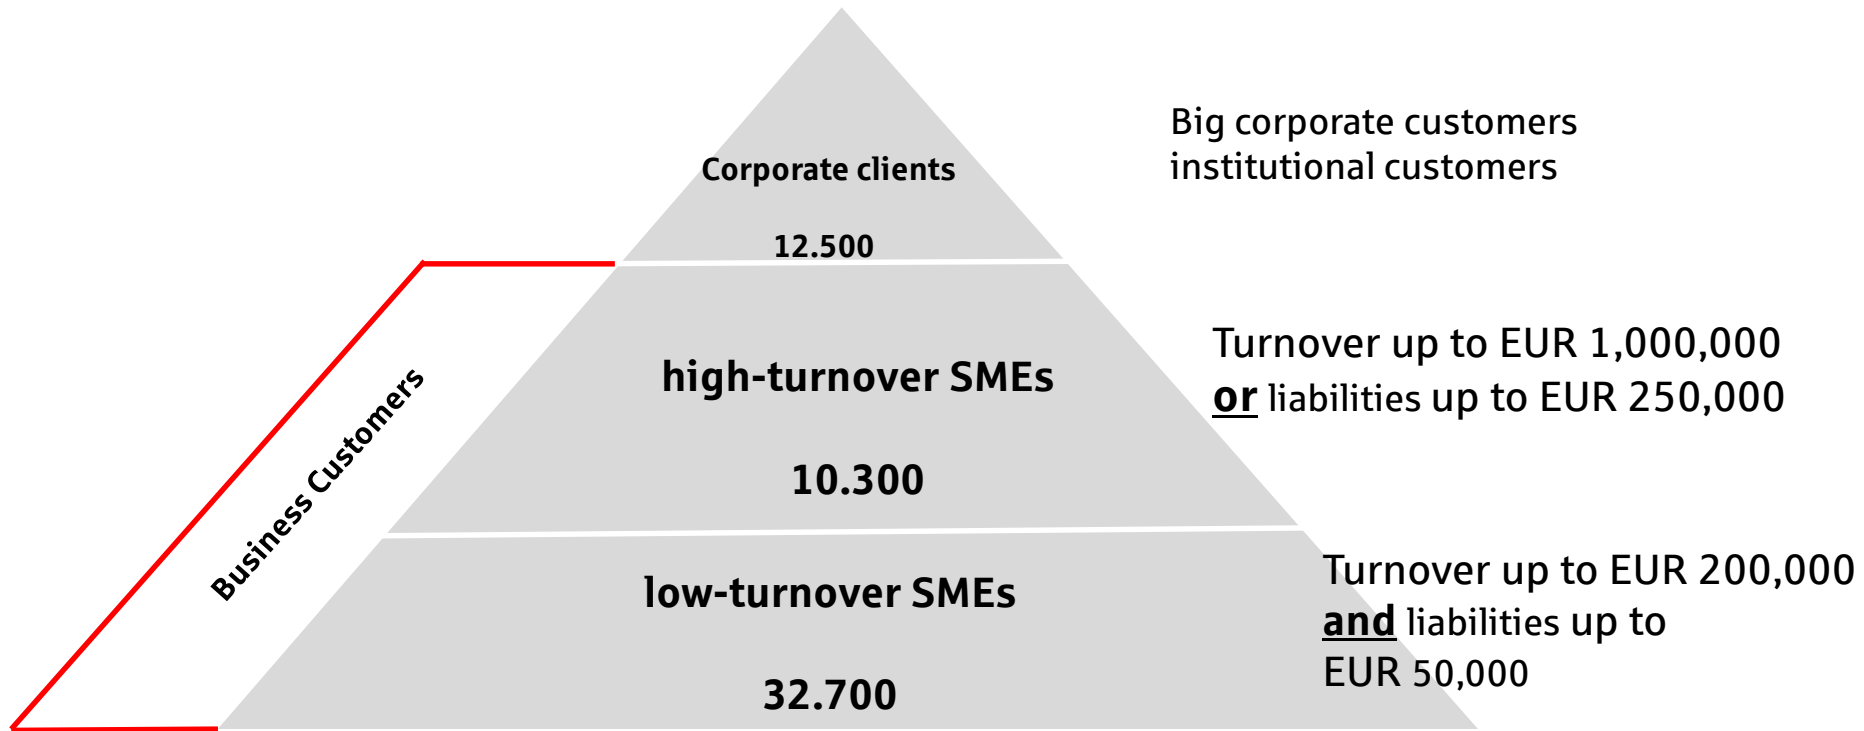 Big corporate customers
institutional customers
Corporate clients
12.500
Business Customers
high-turnover SMEs
10.300
Turnover up to EUR 1,000,000
or liabilities up to EUR 250,000
low-turnover SMEs
32.700
Turnover up to EUR 200,000
and liabilities up to
EUR 50,000